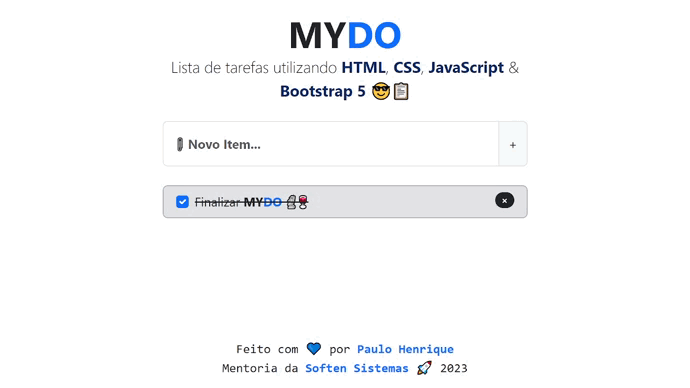 MYDO
Lista de tarefas utilizando HTML, CSS, JavaScript &
Bootstrap 5 😎📋
Novo Item...
+
Finalizar MYDO 🗿🍷
×
Feito com 💙 por Paulo Henrique
Mentoria da Soften Sistemas 🚀 2023